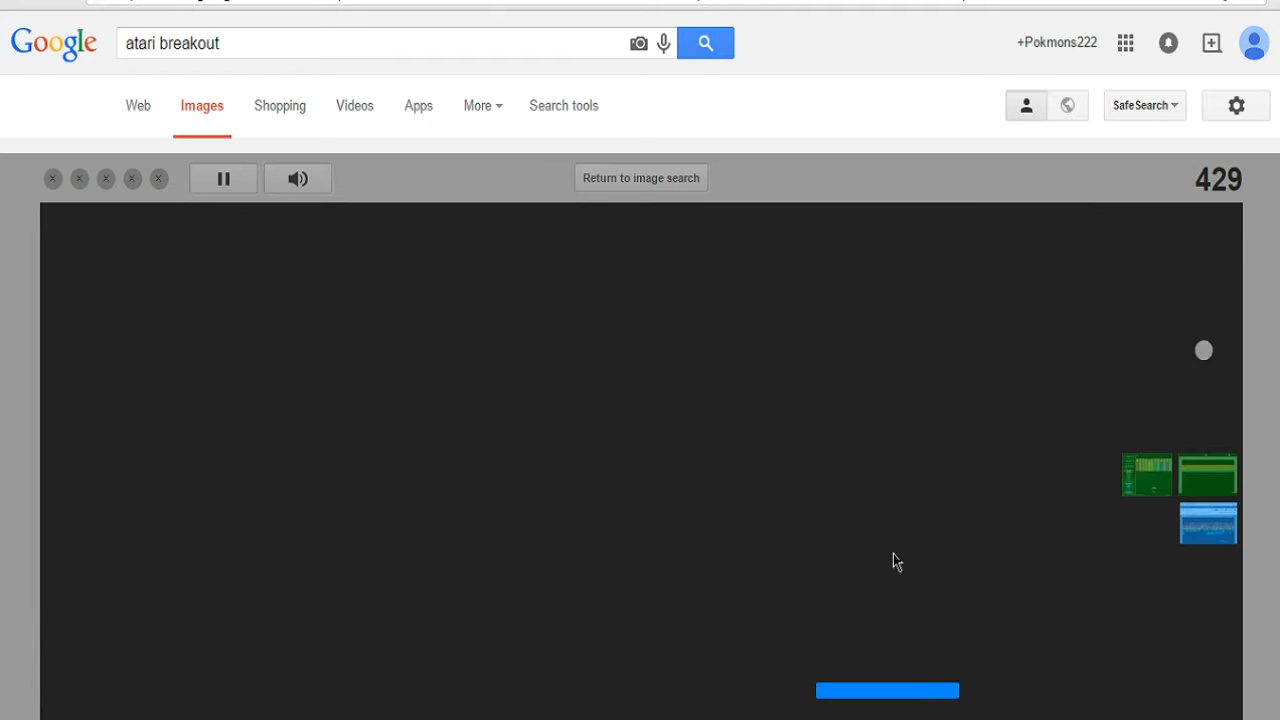 Google
atari breakout
+Pokmons222
Web Images Shopping Videos Apps More Search tools
SafeSearch
Return to image search
429